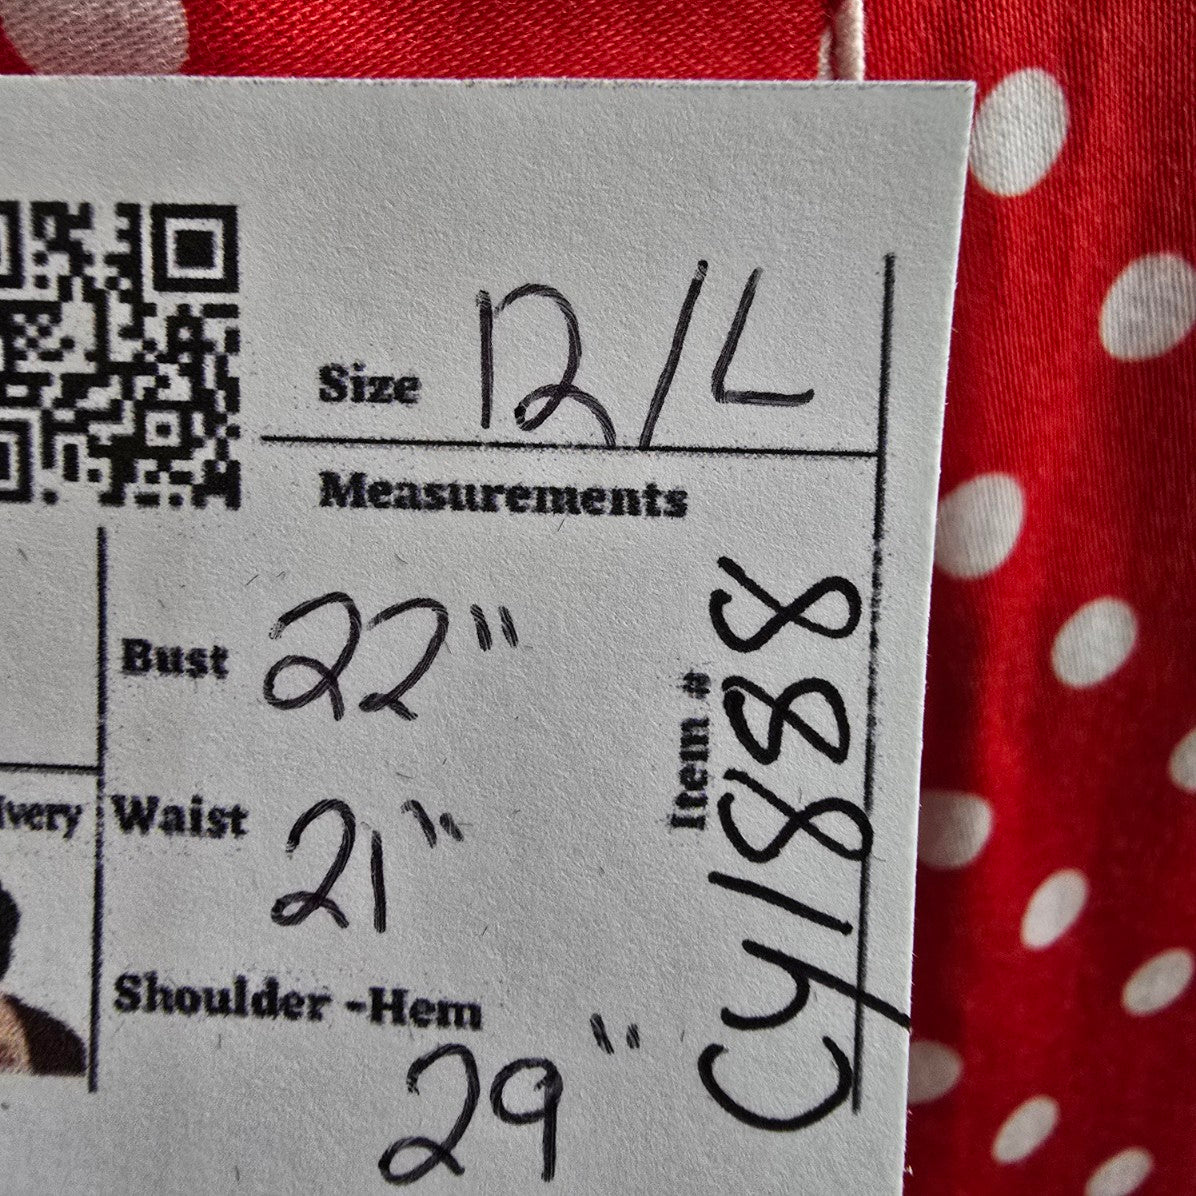 Size 12/L
Measurements
Bust 22"
Waist 21"
Shoulder -Hem
29"
Item #
CY1888